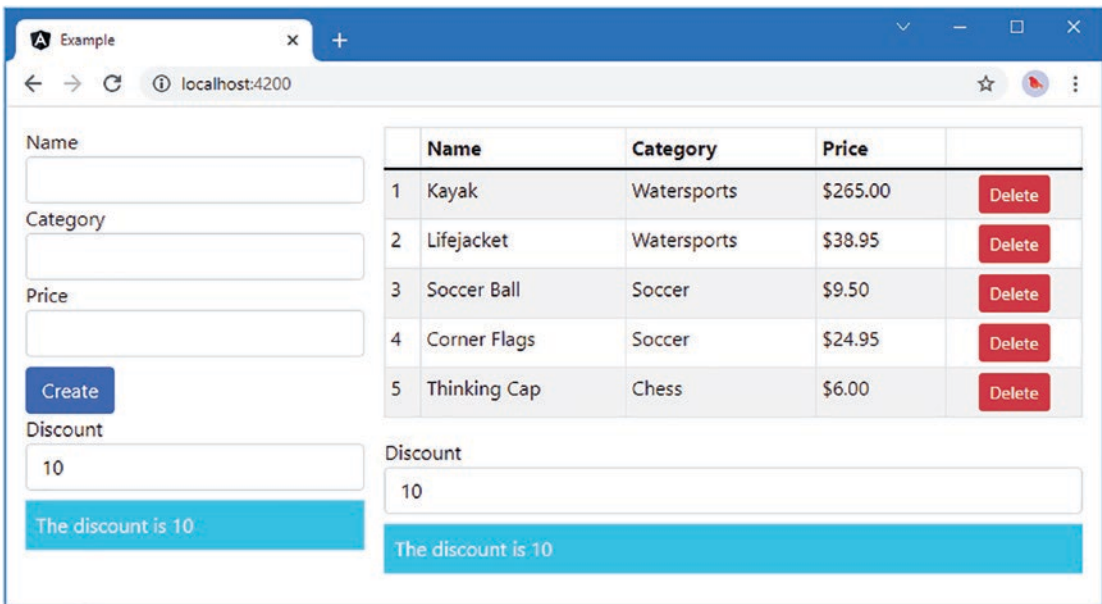 Example
localhost:4200
Name
Category
Price
Create
Discount
10
The discount is 10
Name Category Price
1 Kayak Watersports $265.00 Delete
2 Lifejacket Watersports $38.95 Delete
3 Soccer Ball Soccer $9.50 Delete
4 Corner Flags Soccer $24.95 Delete
5 Thinking Cap Chess $6.00 Delete
Discount
10
The discount is 10